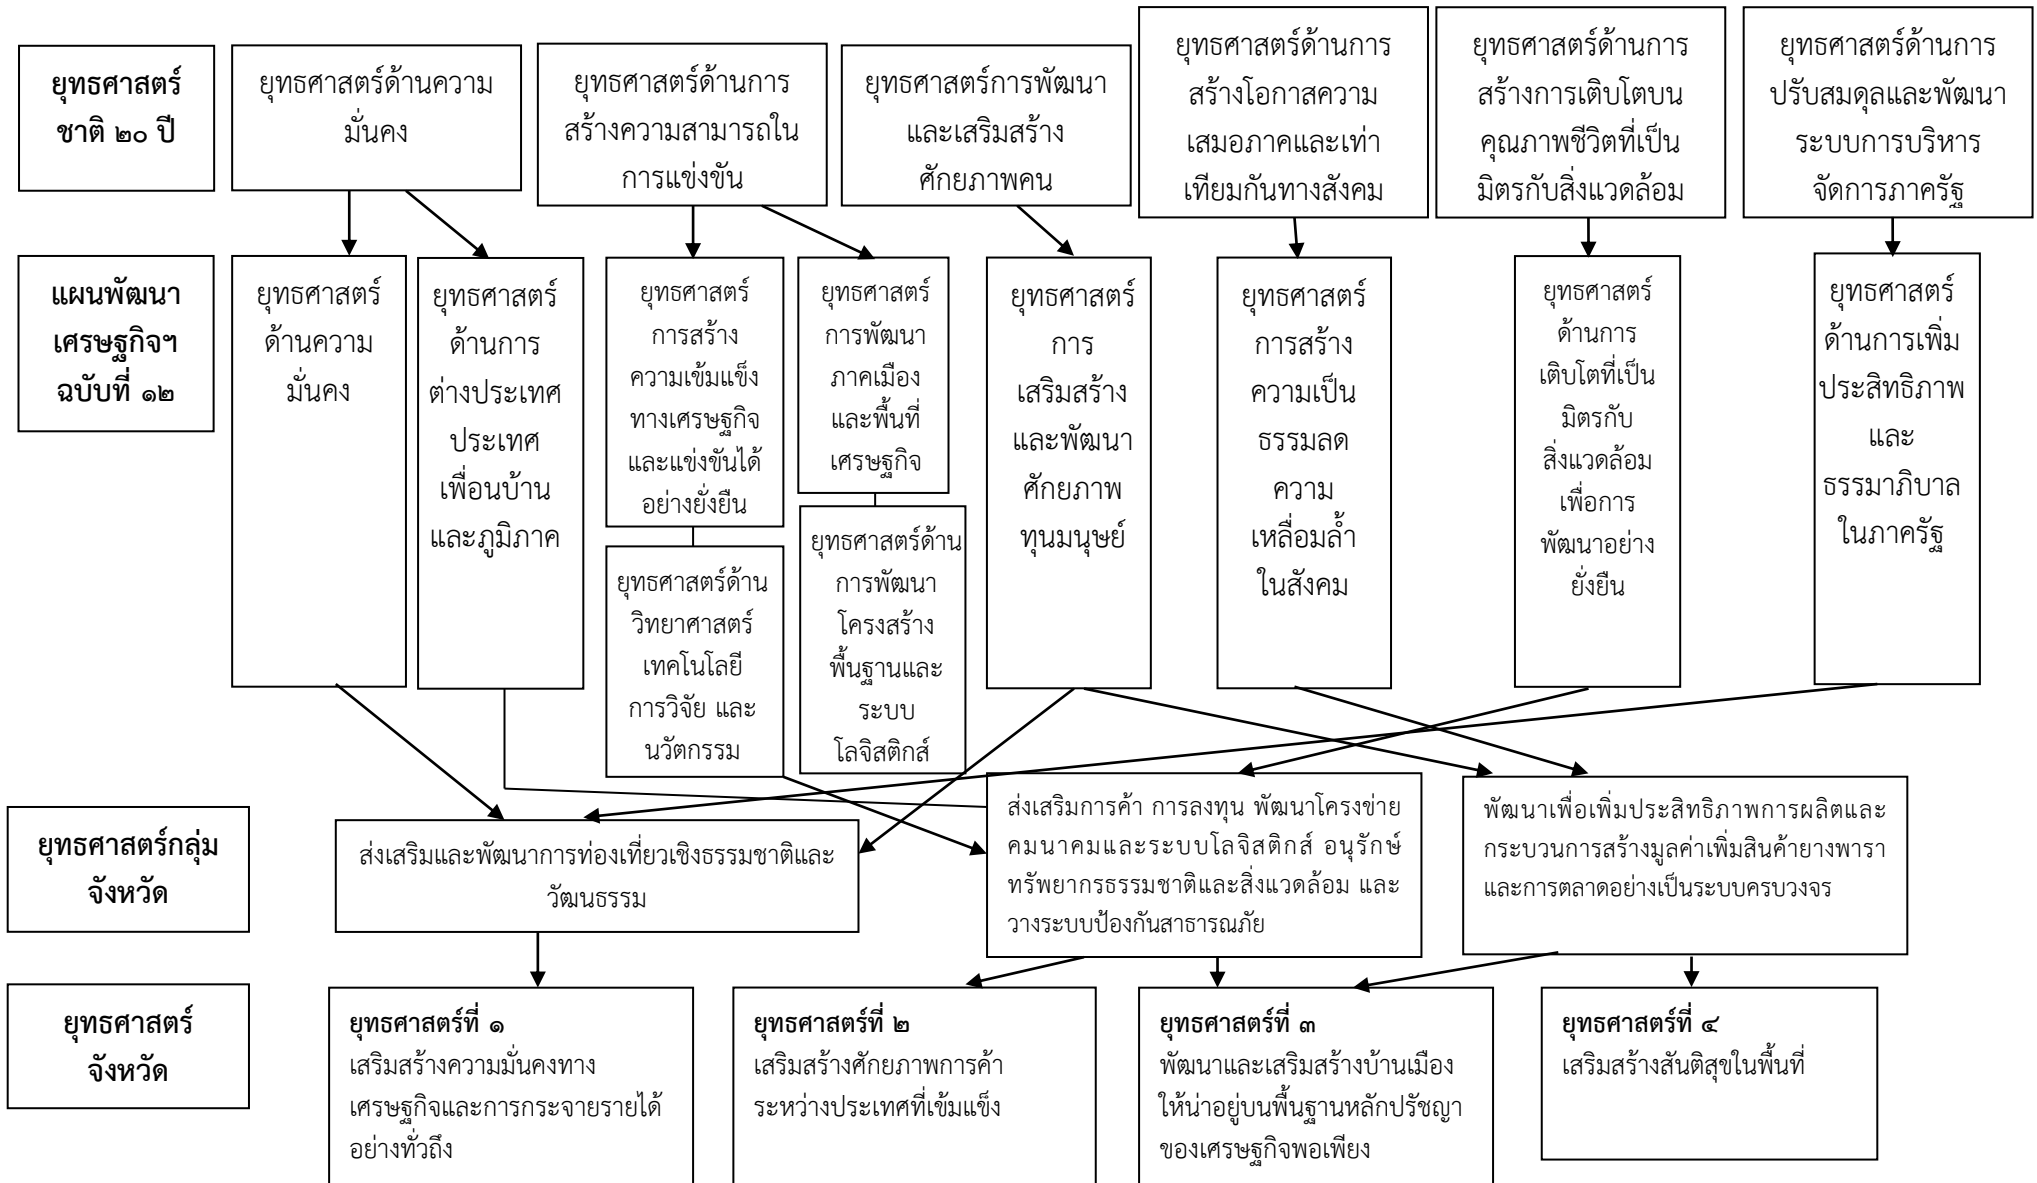 ยุทธศาสตร์
ชาติ ๒๐ ปี
ยุทธศาสตร์ด้านความ
มั่นคง
ยุทธศาสตร์ด้านการ
สร้างความสามารถใน
การแข่งขัน
ยุทธศาสตร์การพัฒนา
และเสริมสร้าง
ศักยภาพคน
ยุทธศาสตร์ด้านการ
สร้างโอกาสความ
เสมอภาคและเท่า
เทียมกันทางสังคม
ยุทธศาสตร์ด้านการ
สร้างการเติบโตบน
คุณภาพชีวิตที่เป็น
มิตรกับสิ่งแวดล้อม
ยุทธศาสตร์ด้านการ
ปรับสมดุลและพัฒนา
ระบบการบริหาร
จัดการภาครัฐ
แผนพัฒนา
เศรษฐกิจฯ
ฉบับที่ ๑๒
ยุทธศาสตร์
ด้านความ
มั่นคง
ยุทธศาสตร์
ด้านการ
ต่างประเทศ
ประเทศ
เพื่อนบ้าน
และภูมิภาค
ยุทธศาสตร์
การสร้าง
ความเข้มแข็ง
ทางเศรษฐกิจ
และแข่งขันได้
อย่างยั่งยืน
ยุทธศาสตร์ด้าน
วิทยาศาสตร์
เทคโนโลยี
การวิจัย และ
นวัตกรรม
ยุทธศาสตร์
การพัฒนา
ภาคเมือง
และพื้นที่
เศรษฐกิจ
ยุทธศาสตร์ด้าน
การพัฒนา
โครงสร้าง
พื้นฐานและ
ระบบ
โลจิสติกส์
ยุทธศาสตร์
การ
เสริมสร้าง
และพัฒนา
ศักยภาพ
ทุนมนุษย์
ยุทธศาสตร์
การสร้าง
ความเป็น
ธรรมลด
ความ
เหลื่อมล้ำ
ในสังคม
ยุทธศาสตร์
ด้านการ
เติบโตที่เป็น
มิตรกับ
สิ่งแวดล้อม
เพื่อการ
พัฒนาอย่าง
ยั่งยืน
ยุทธศาสตร์
ด้านการเพิ่ม
ประสิทธิภาพ
และ
ธรรมาภิบาล
ในภาครัฐ
ยุทธศาสตร์กลุ่ม
จังหวัด
ส่งเสริมและพัฒนาการท่องเที่ยวเชิงธรรมชาติและ
วัฒนธรรม
ส่งเสริมการค้า การลงทุน พัฒนาโครงข่าย
คมนาคมและระบบโลจิสติกส์ อนุรักษ์
ทรัพยากรธรรมชาติและสิ่งแวดล้อม และ
วางระบบป้องกันสาธารณภัย
พัฒนาเพื่อเพิ่มประสิทธิภาพการผลิตและ
กระบวนการสร้างมูลค่าเพิ่มสินค้ายางพารา
และการตลาดอย่างเป็นระบบครบวงจร
ยุทธศาสตร์
จังหวัด
ยุทธศาสตร์ที่ ๑
เสริมสร้างความมั่นคงทาง
เศรษฐกิจและการกระจายรายได้
อย่างทั่วถึง
ยุทธศาสตร์ที่ ๒
เสริมสร้างศักยภาพการค้า
ระหว่างประเทศที่เข้มแข็ง
ยุทธศาสตร์ที่ ๓
พัฒนาและเสริมสร้างบ้านเมือง
ให้น่าอยู่บนพื้นฐานหลักปรัชญา
ของเศรษฐกิจพอเพียง
ยุทธศาสตร์ที่ ๔
เสริมสร้างสันติสุขในพื้นที่